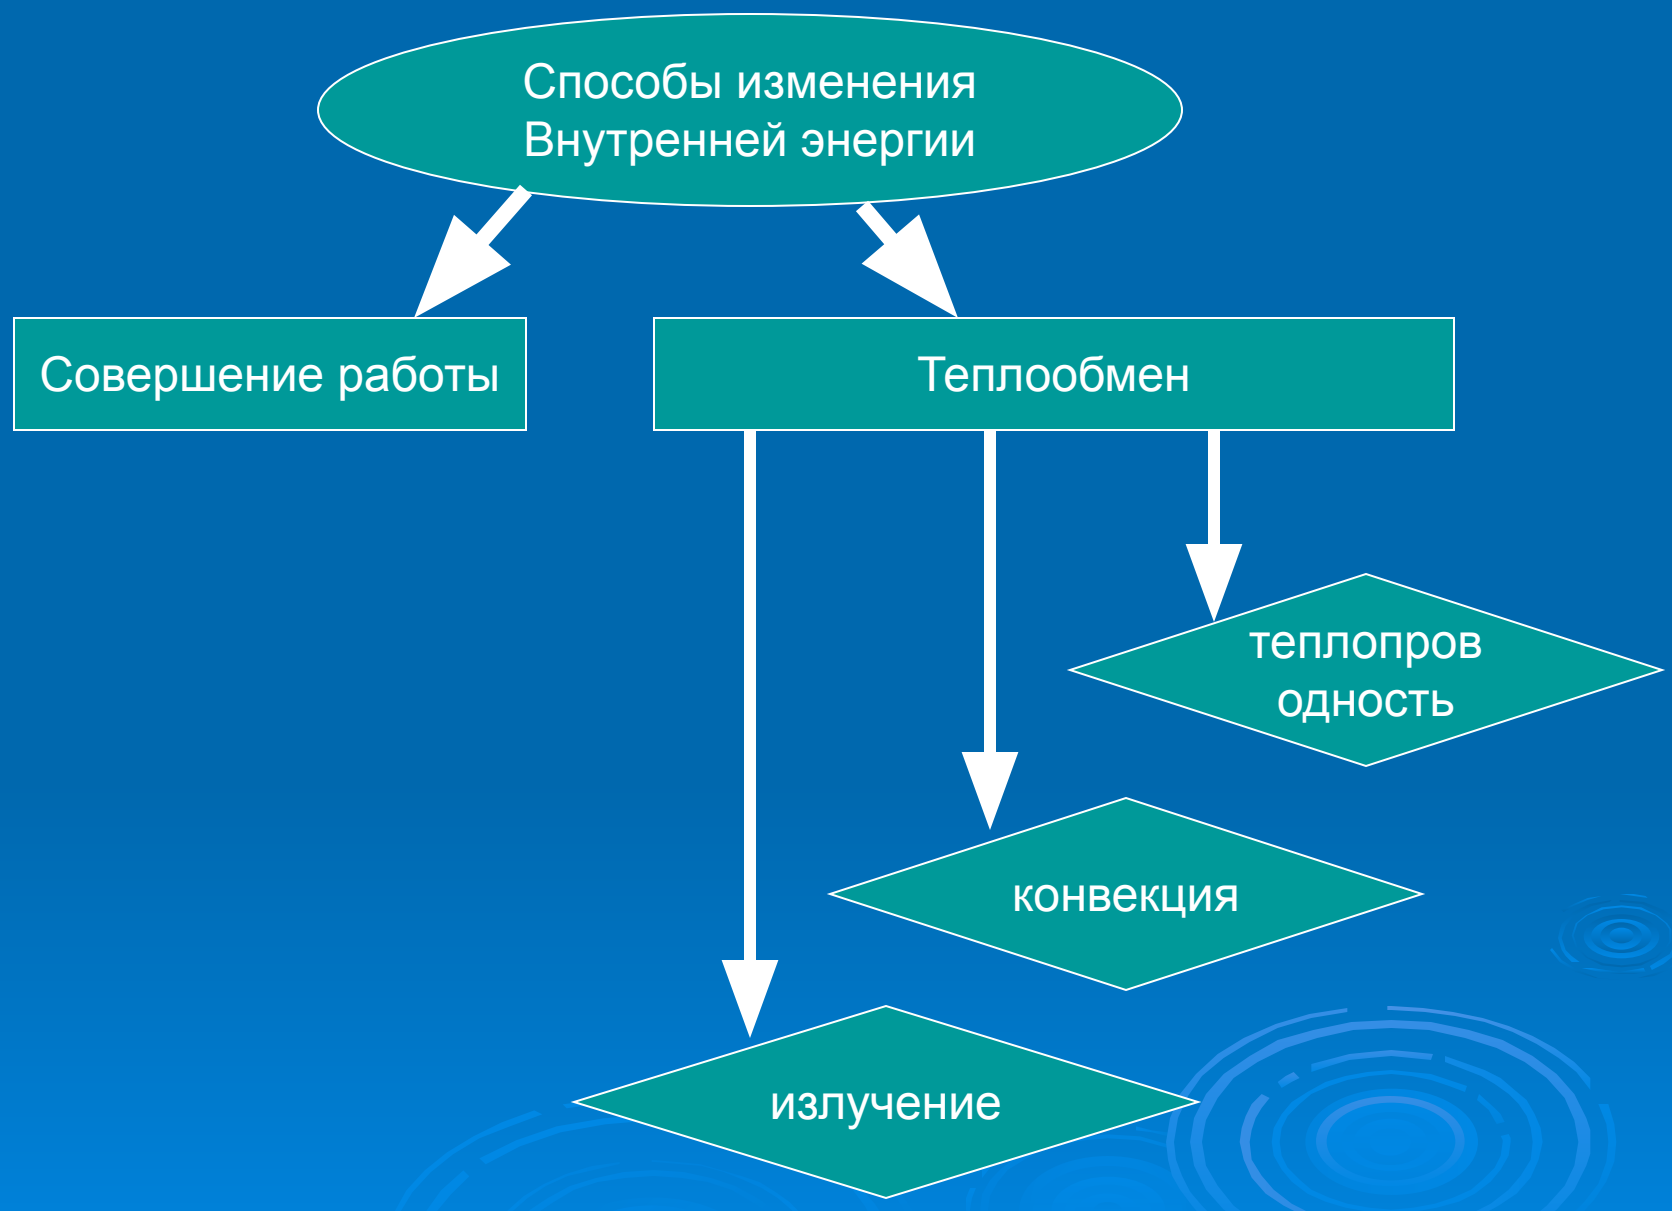 Способы изменения
Внутренней энергии
Совершение работы
Теплообмен
теплопров
одность
конвекция
излучение